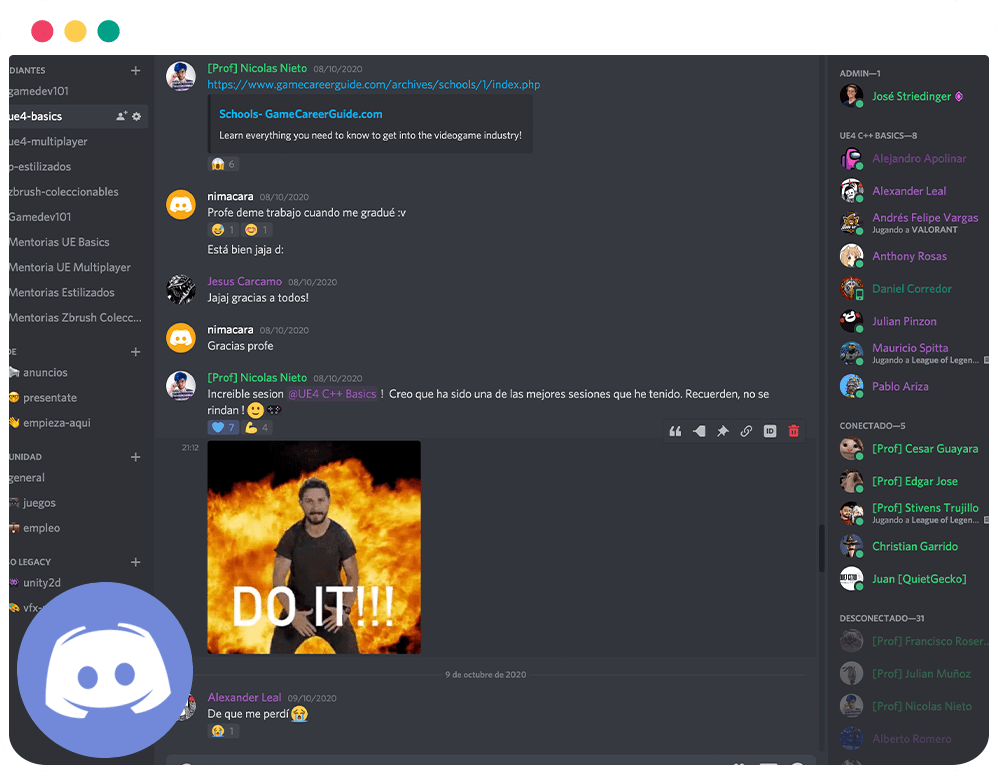 DIANTES
gamedev101
ue4-basics
ue4-multiplayer
o-estilizados
zbrush-coleccionables
Gamedev101
Mentorias UE Basics
Mentoria UE Multiplayer
Mentorias Estilizados
Mentorias Zbrush Colecc...
DE
anuncios
presentate
empieza-aqui
UNIDAD
general
juegos
empleo
O LEGACY
unity2d
vfx-
[Prof] Nicolas Nieto 08/10/2020
https://www.gamecareerguide.com/archives/schools/1/index.php
Schools- GameCareerGuide.com
Learn everything you need to know to get into the videogame industry!
6
nimacara 08/10/2020
Profe deme trabajo cuando me gradué :v
1 1
Está bien jaja d:
Jesus Carcamo 08/10/2020
Jajaj gracias a todos!
nimacara 08/10/2020
Gracias profe
[Prof] Nicolas Nieto 08/10/2020
Increible sesion @UE4 C++ Basics ! Creo que ha sido una de las mejores sesiones que he tenido. Recuerden, no se
rindan !
7 4
ID
21:12
DO IT!!!
9 de octubre de 2020
Alexander Leal 09/10/2020
De que me perdí
1
ADMIN—1
José Striedinger
UE4 C++ BASICS—8
Alejandro Apolinar
Alexander Leal
Andrés Felipe Vargas
Jugando a VALORANT
Anthony Rosas
Daniel Corredor
Julian Pinzon
Mauricio Spitta
Jugando a League of Legen...
Pablo Ariza
CONECTADO—5
[Prof] Cesar Guayara
[Prof] Edgar Jose
[Prof] Stivens Trujillo
Jugando a League of Legen...
Christian Garrido
Juan [QuietGecko]
DESCONECTADO—31
[Prof] Francisco Roser...
[Prof] Julian Muñoz
[Prof] Nicolas Nieto
Alberto Romero